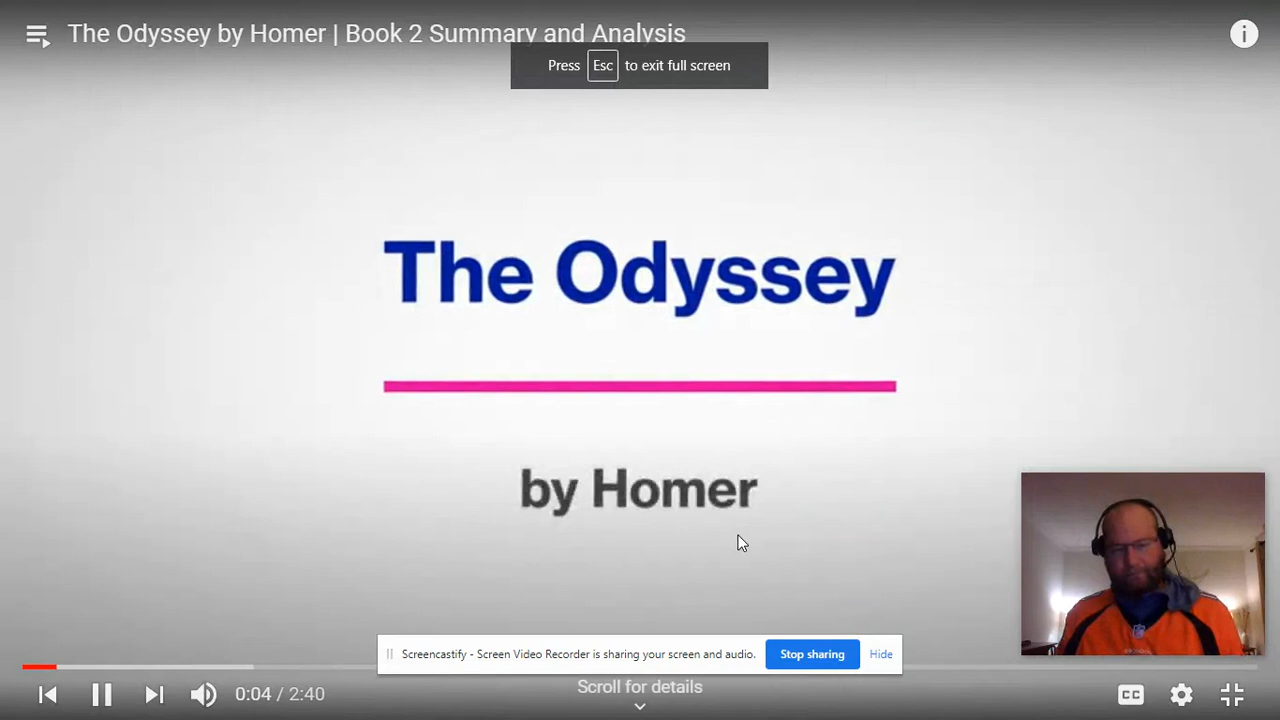 The Odyssey by Homer | Book 2 Summary and Analysis
i
Press Esc to exit full screen
The Odyssey
by Homer
Screencastify - Screen Video Recorder is sharing your screen and audio.
Stop sharing
Hide
0:04 / 2:40
Scroll for details
CC